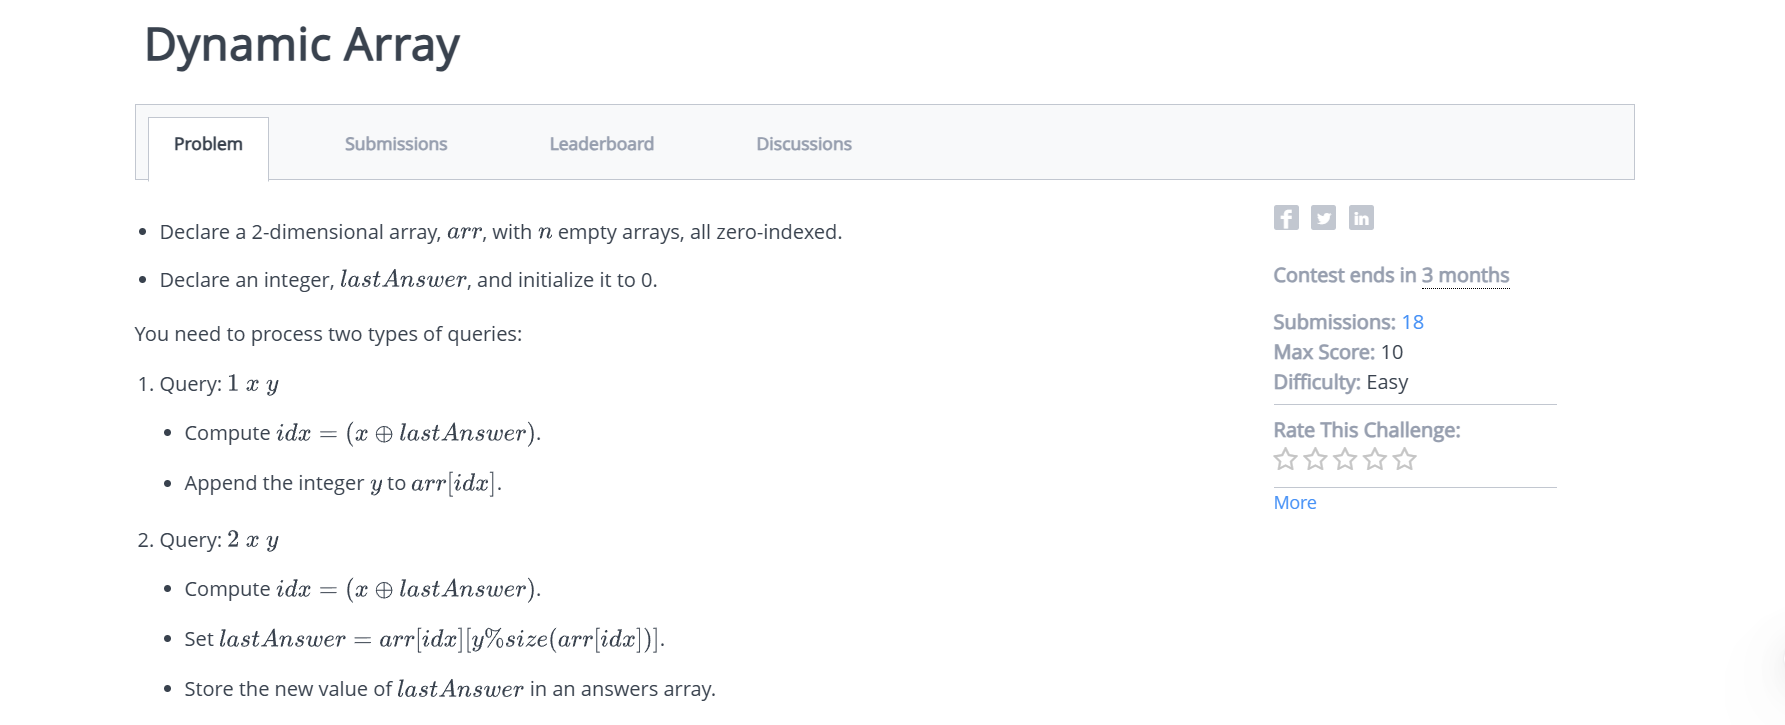 Dynamic Array
Problem
Submissions
Leaderboard
Discussions
• Declare a 2-dimensional array, arr, with n empty arrays, all zero-indexed.
• Declare an integer, lastAnswer, and initialize it to 0.
You need to process two types of queries:
1. Query: 1 x y
• Compute idx = (x ⊕ lastAnswer).
• Append the integer y to arr[idx].
2. Query: 2 x y
• Compute idx = (x ⊕ lastAnswer).
• Set lastAnswer = arr[idx][y%size(arr[idx])].
• Store the new value of lastAnswer in an answers array.
f in
Contest ends in 3 months
Submissions: 18
Max Score: 10
Difficulty: Easy
Rate This Challenge:
More